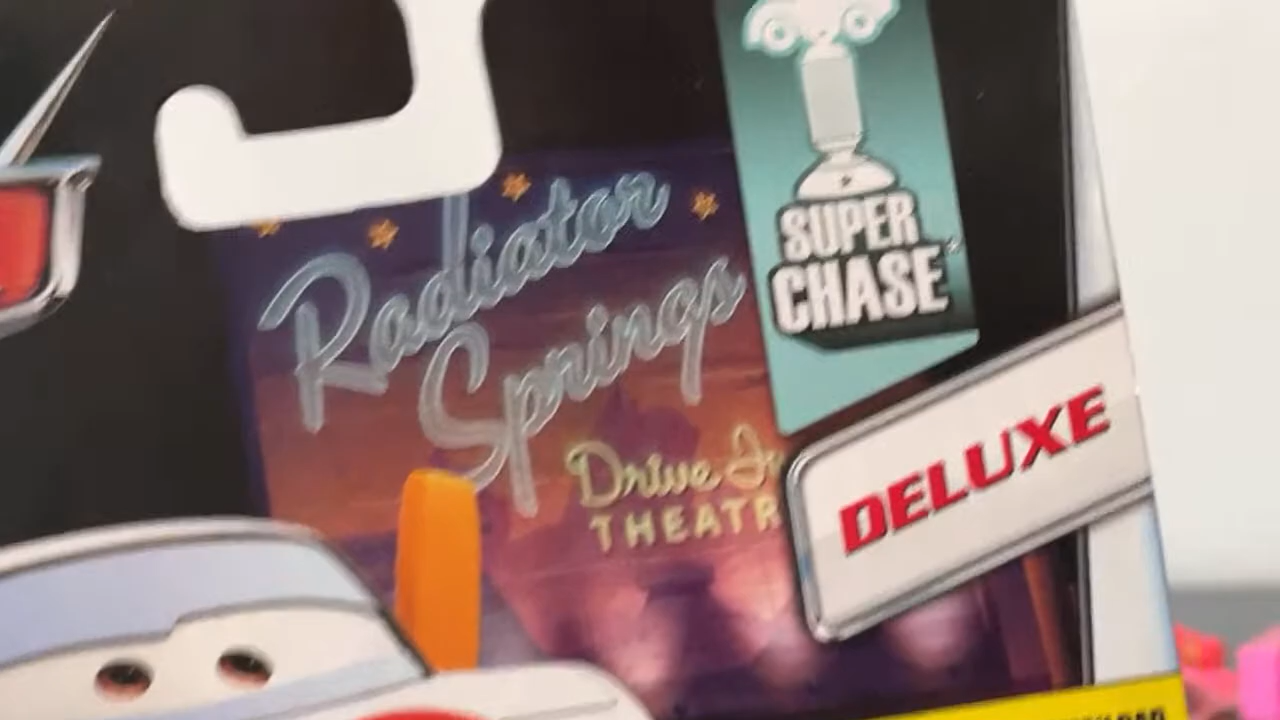 Radiator
Springs
Drive In
THEATR
SUPER
CHASE
DELUXE